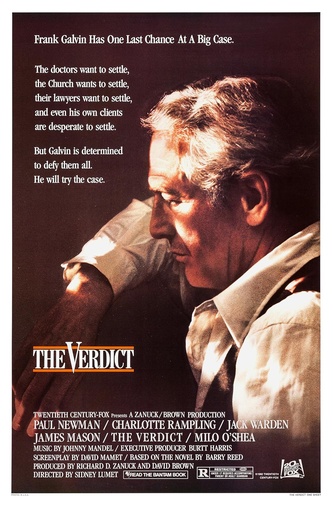 Frank Galvin Has One Last Chance At A Big Case.
The doctors want to settle,
the Church wants to settle,
their lawyers want to settle,
and even his own clients
are desperate to settle.
But Galvin is determined
to defy them all.
He will try the case.
THE VERDICT
TWENTIETH CENTURY-FOX Presents A ZANUCK/BROWN PRODUCTION
PAUL NEWMAN / CHARLOTTE RAMPLING / JACK WARDEN
JAMES MASON / THE VERDICT / MILO O'SHEA
MUSIC BY JOHNNY MANDEL / EXECUTIVE PRODUCER BURTT HARRIS
SCREENPLAY BY DAVID MAMET / BASED ON THE NOVEL BY BARRY REED
PRODUCED BY RICHARD D. ZANUCK AND DAVID BROWN
DIRECTED BY SIDNEY LUMET READ THE BANTAM BOOK
R RESTRICTED
20th CENTURY FOX